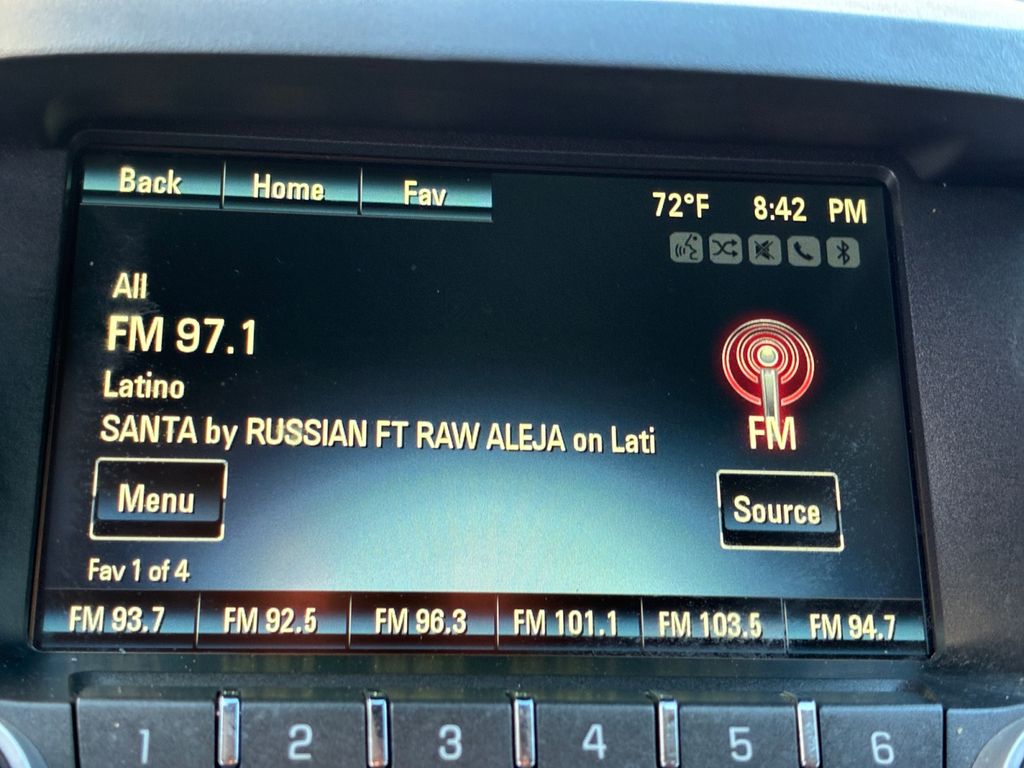 Back Home Fav
72°F 8:42 PM
All
FM 97.1
Latino
SANTA by RUSSIAN FT RAW ALEJA on Lati
FM
Menu
Source
Fav 1 of 4
FM 93.7 FM 92.5 FM 96.3 FM 101.1 FM 103.5 FM 94.7
1 2 3 4 5 6